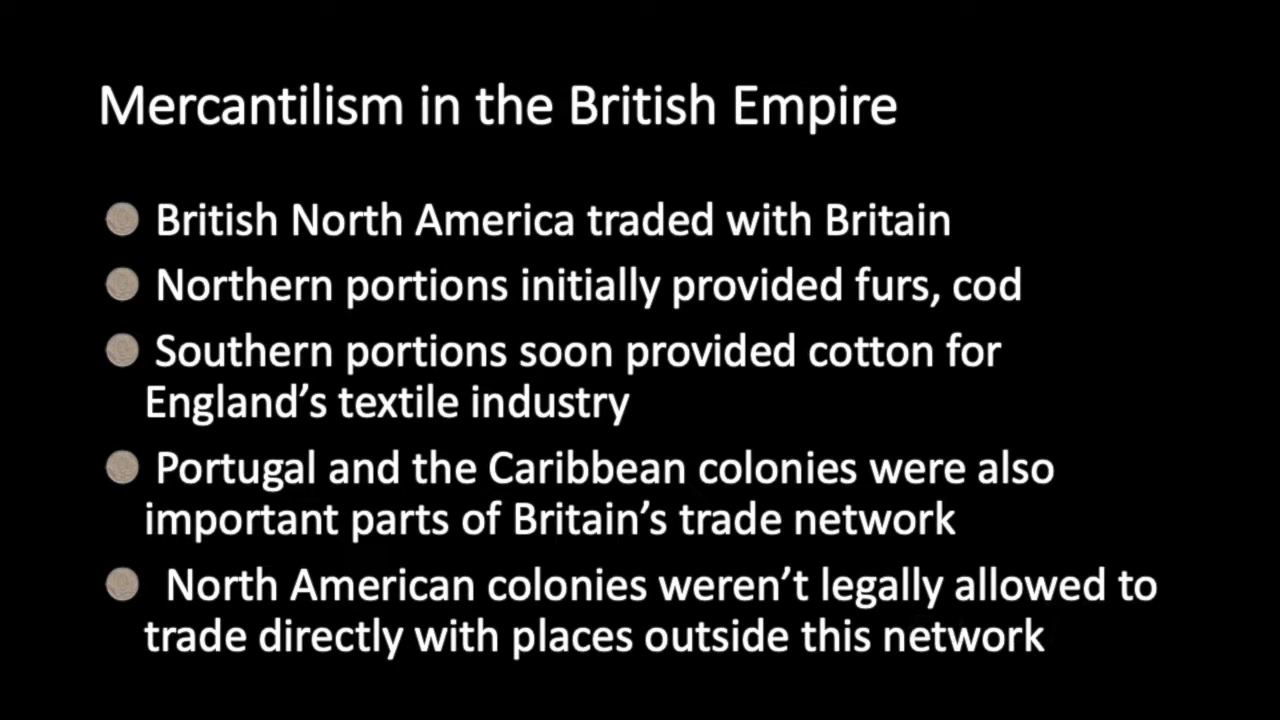 Mercantilism in the British Empire
British North America traded with Britain
Northern portions initially provided furs, cod
Southern portions soon provided cotton for
England’s textile industry
Portugal and the Caribbean colonies were also
important parts of Britain’s trade network
North American colonies weren’t legally allowed to
trade directly with places outside this network